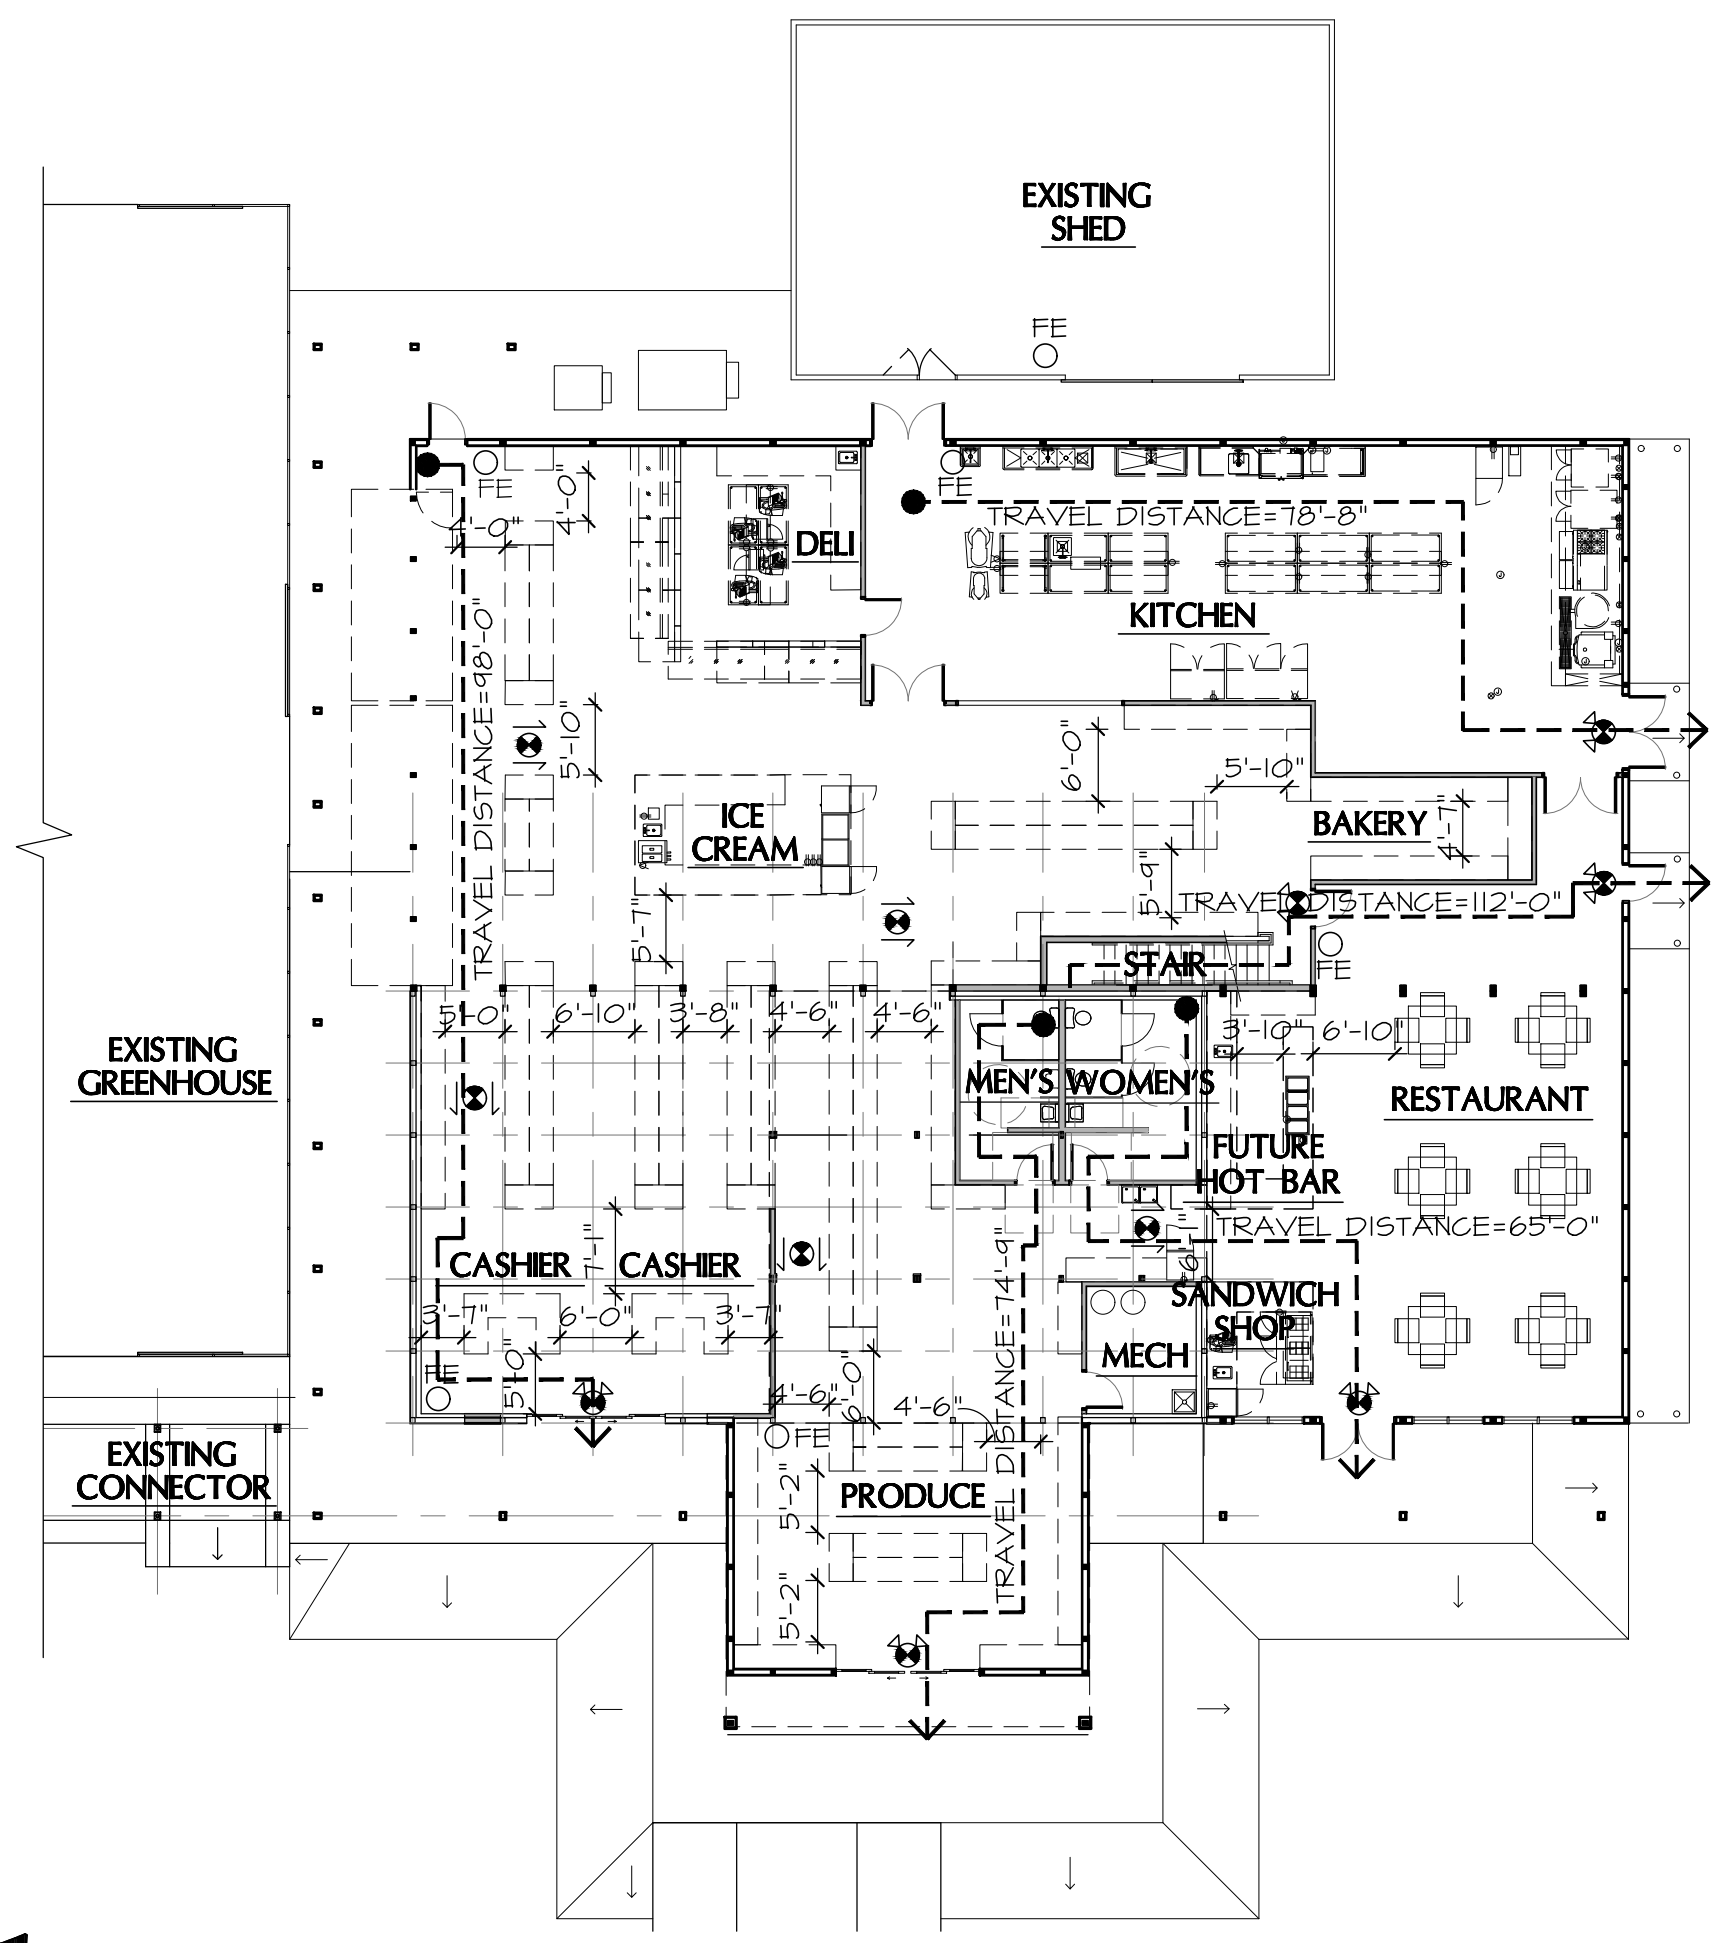 EXISTING
SHED
FE
FE
FE
4'-0"
4'-0"
DELI
TRAVEL DISTANCE=78'-8"
KITCHEN
TRAVEL DISTANCE=98'-0"
5'-10"
6'-0"
5'-10"
ICE
CREAM
BAKERY
4'-7"
5'-9"
5'-7"
TRAVEL DISTANCE=112'-0"
FE
STAIR
5'-0"
6'-10"
3'-8"
4'-6"
4'-6"
3'-10"
6'-10"
EXISTING
GREENHOUSE
MEN'S
WOMEN'S
RESTAURANT
FUTURE
HOT BAR
TRAVEL DISTANCE=65'-0"
6'-1"
CASHIER
7'-1"
CASHIER
TRAVEL DISTANCE=74'-9"
SANDWICH
SHOP
3'-7"
6'-0"
3'-7"
MECH
FE
5'-0"
4'-6"
6'-0"
4'-6"
FE
EXISTING
CONNECTOR
PRODUCE
5'-2"
5'-2"